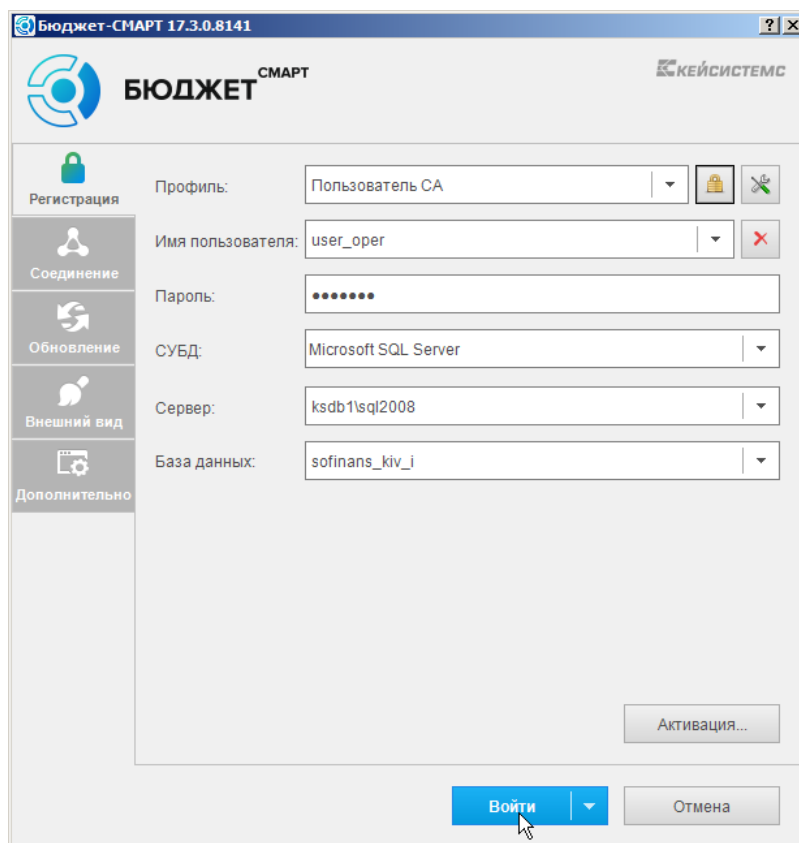 Бюджет-СМАРТ 17.3.0.8141
БЮДЖЕТ СМАРТ
КЕЙСИСТЕМС
Регистрация
Соединение
Обновление
Внешний вид
Дополнительно
Профиль: Пользователь СА
Имя пользователя: user_oper
Пароль: •••••••
СУБД: Microsoft SQL Server
Сервер: ksdb1\sql2008
База данных: sofinans_kiv_i
Активация...
Войти
Отмена